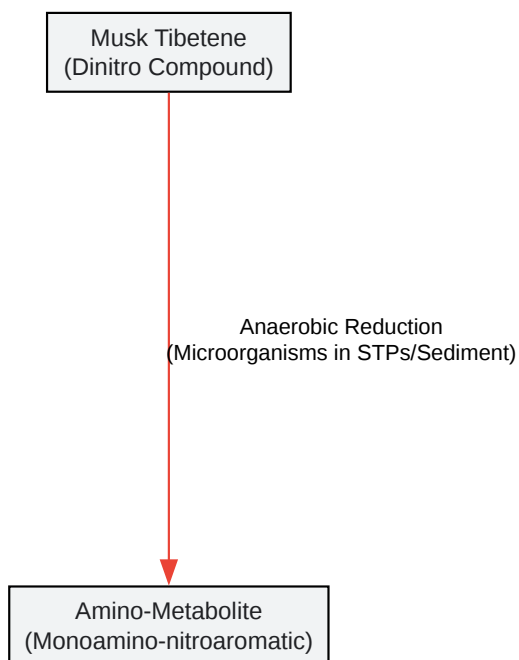 Musk Tibetene
(Dinitro Compound)
Anaerobic Reduction
(Microorganisms in STPs/Sediment)
Amino-Metabolite
(Monoamino-nitroaromatic)